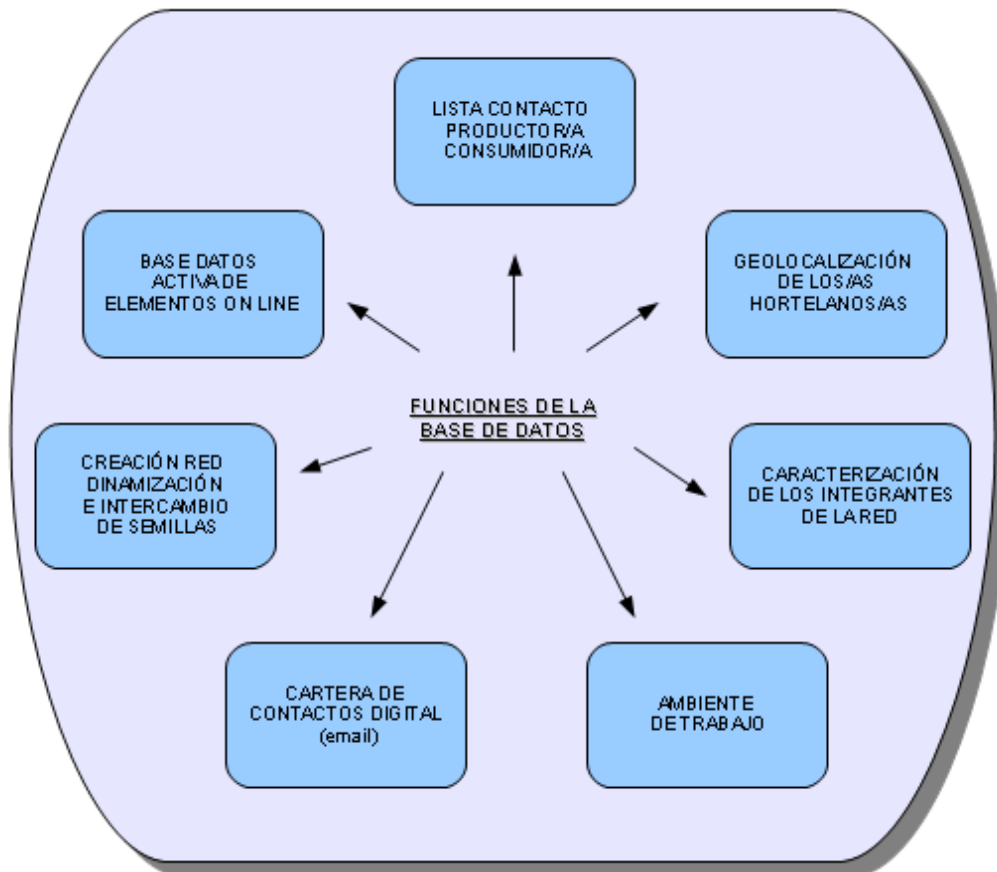 LISTA CONTACTO
PRODUCTOR/A
CONSUMIDOR/A
BASE DATOS
ACTIVA DE
ELEMENTOS ON LINE
GEOLOCALIZACIÓN
DE LOS/AS
HORTELANOS/AS
FUNCIONES DE LA
BASE DE DATOS
CREACIÓN RED
DINAMIZACIÓN
E INTERCAMBIO
DE SEMILLAS
CARACTERIZACIÓN
DE LOS INTEGRANTES
DE LA RED
CARTERA DE
CONTACTOS DIGITAL
(email)
AMBIENTE
DE TRABAJO